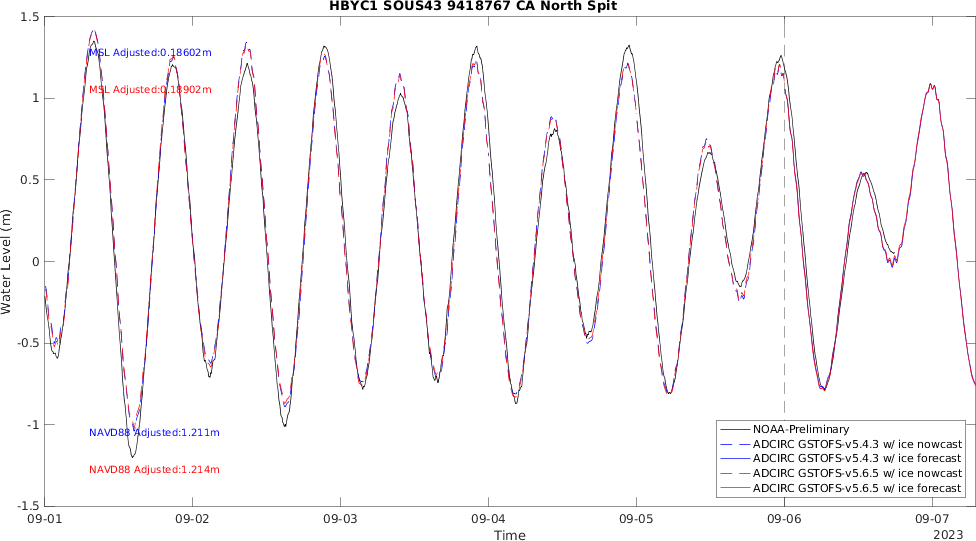 HBYC1 SOUS43 9418767 CA North Spit
1.5
MSL Adjusted:0.18602m
MSL Adjusted:0.18902m
1
0.5
Water Level (m)
0
-0.5
-1
NAVD88 Adjusted:1.211m
NAVD88 Adjusted:1.214m
-1.5
NOAA-Preliminary
ADCIRC GSTOFS-v5.4.3 w/ ice nowcast
ADCIRC GSTOFS-v5.4.3 w/ ice forecast
ADCIRC GSTOFS-v5.6.5 w/ ice nowcast
ADCIRC GSTOFS-v5.6.5 w/ ice forecast
09-01 09-02 09-03 09-04 09-05 09-06 09-07
Time
2023